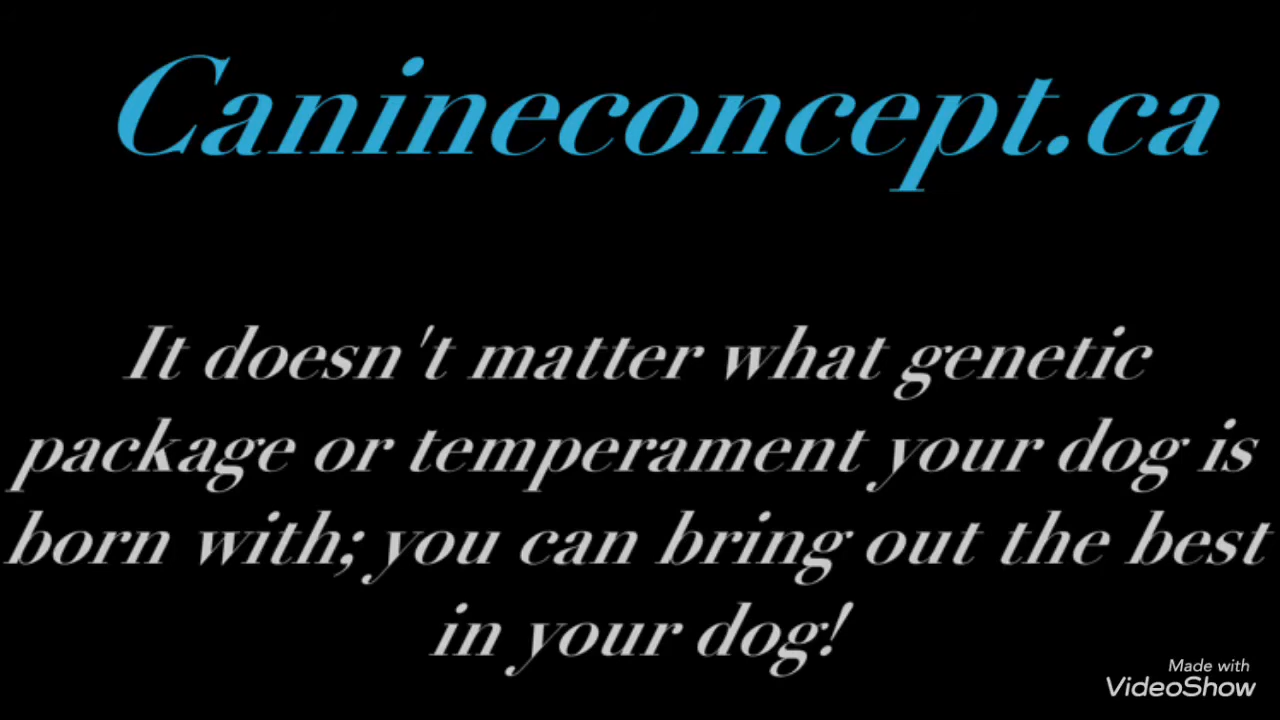 Canineconcept.ca
It doesn't matter what genetic
package or temperament your dog is
born with; you can bring out the best
in your dog!
Made with
VideoShow